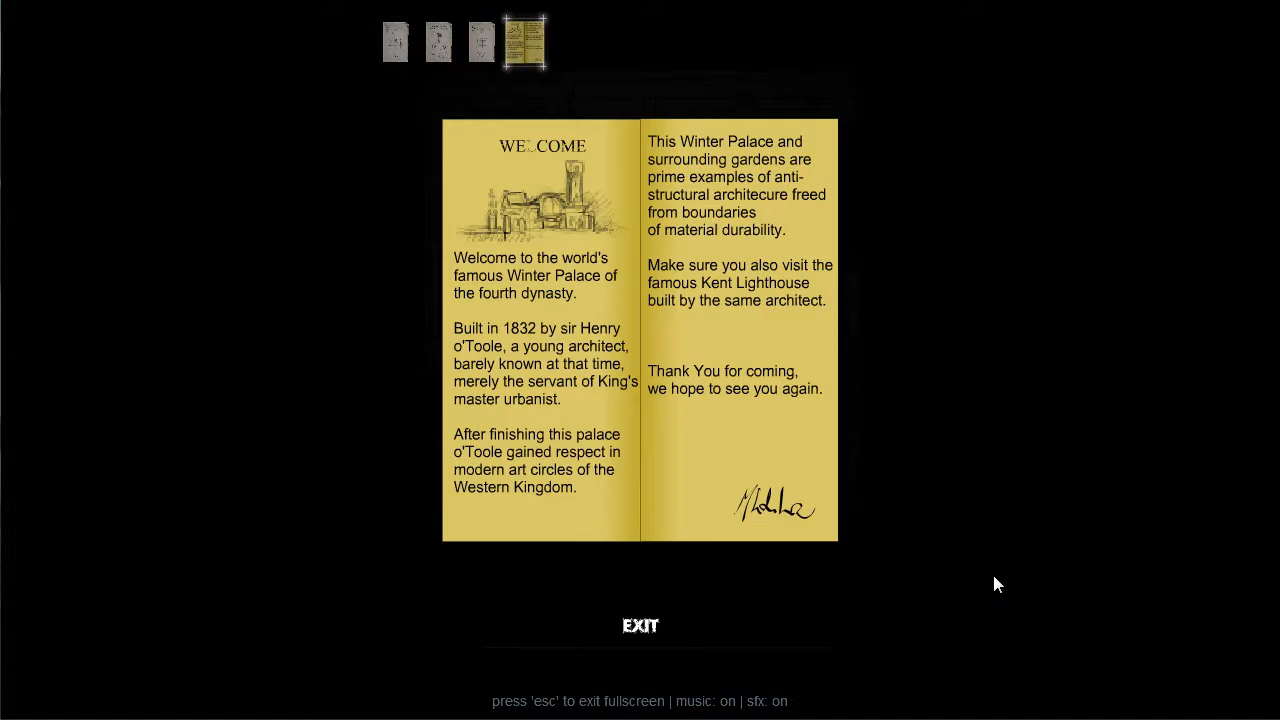 WELCOME
Welcome to the world's
famous Winter Palace of
the fourth dynasty.
Built in 1832 by sir Henry
o'Toole, a young architect,
barely known at that time,
merely the servant of King's
master urbanist.
After finishing this palace
o'Toole gained respect in
modern art circles of the
Western Kingdom.
This Winter Palace and
surrounding gardens are
prime examples of anti-
structural architecure freed
from boundaries
of material durability.
Make sure you also visit the
famous Kent Lighthouse
built by the same architect.
Thank You for coming,
we hope to see you again.
EXIT
press 'esc' to exit fullscreen | music: on | sfx: on